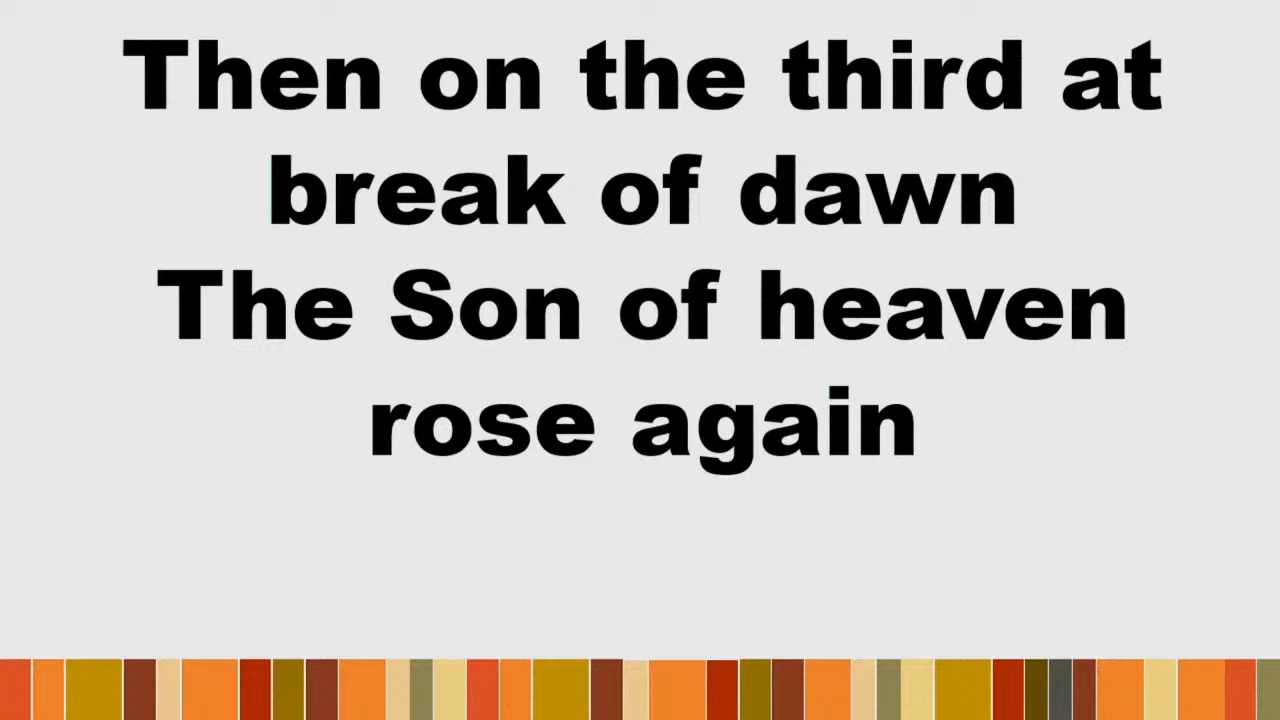 Then on the third at
break of dawn
The Son of heaven
rose again